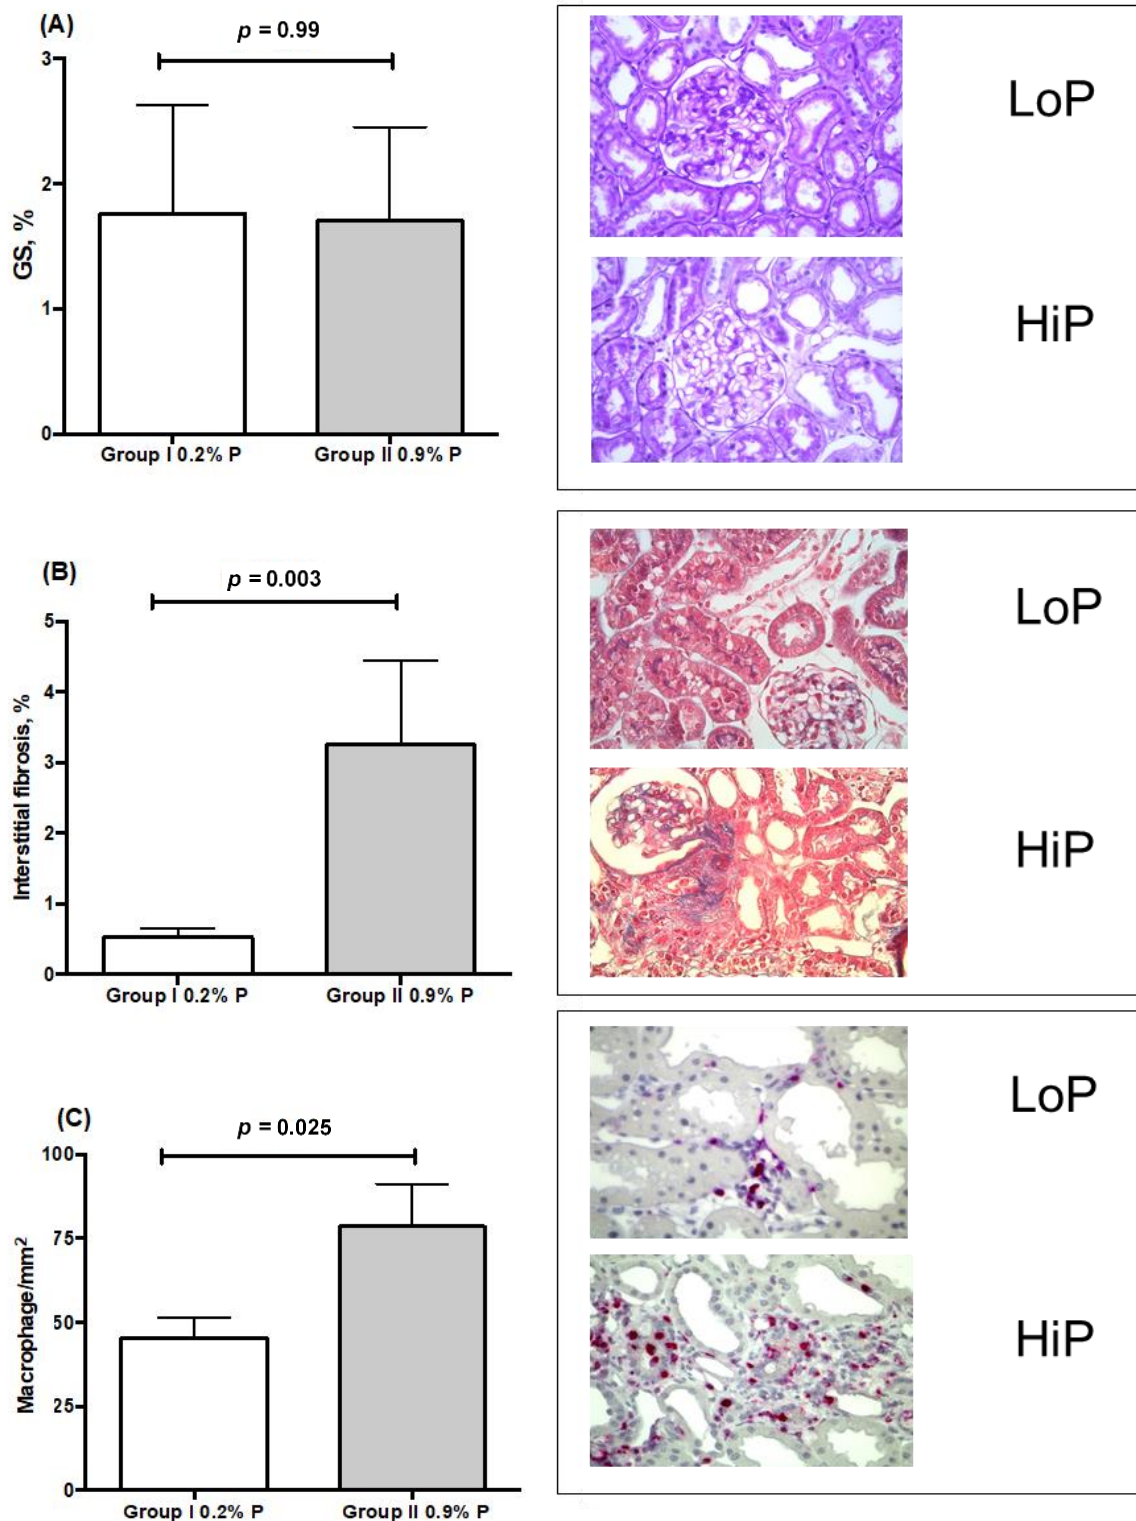 (A)
p = 0.99
3
2
1
0
GS, %
Group I 0.2% P
Group II 0.9% P
LoP
HiP
(B)
p = 0.003
5
4
3
2
1
0
Interstitial fibrosis, %
Group I 0.2% P
Group II 0.9% P
LoP
HiP
(C)
p = 0.025
100
75
50
25
0
Macrophage/mm²
Group I 0.2% P
Group II 0.9% P
LoP
HiP